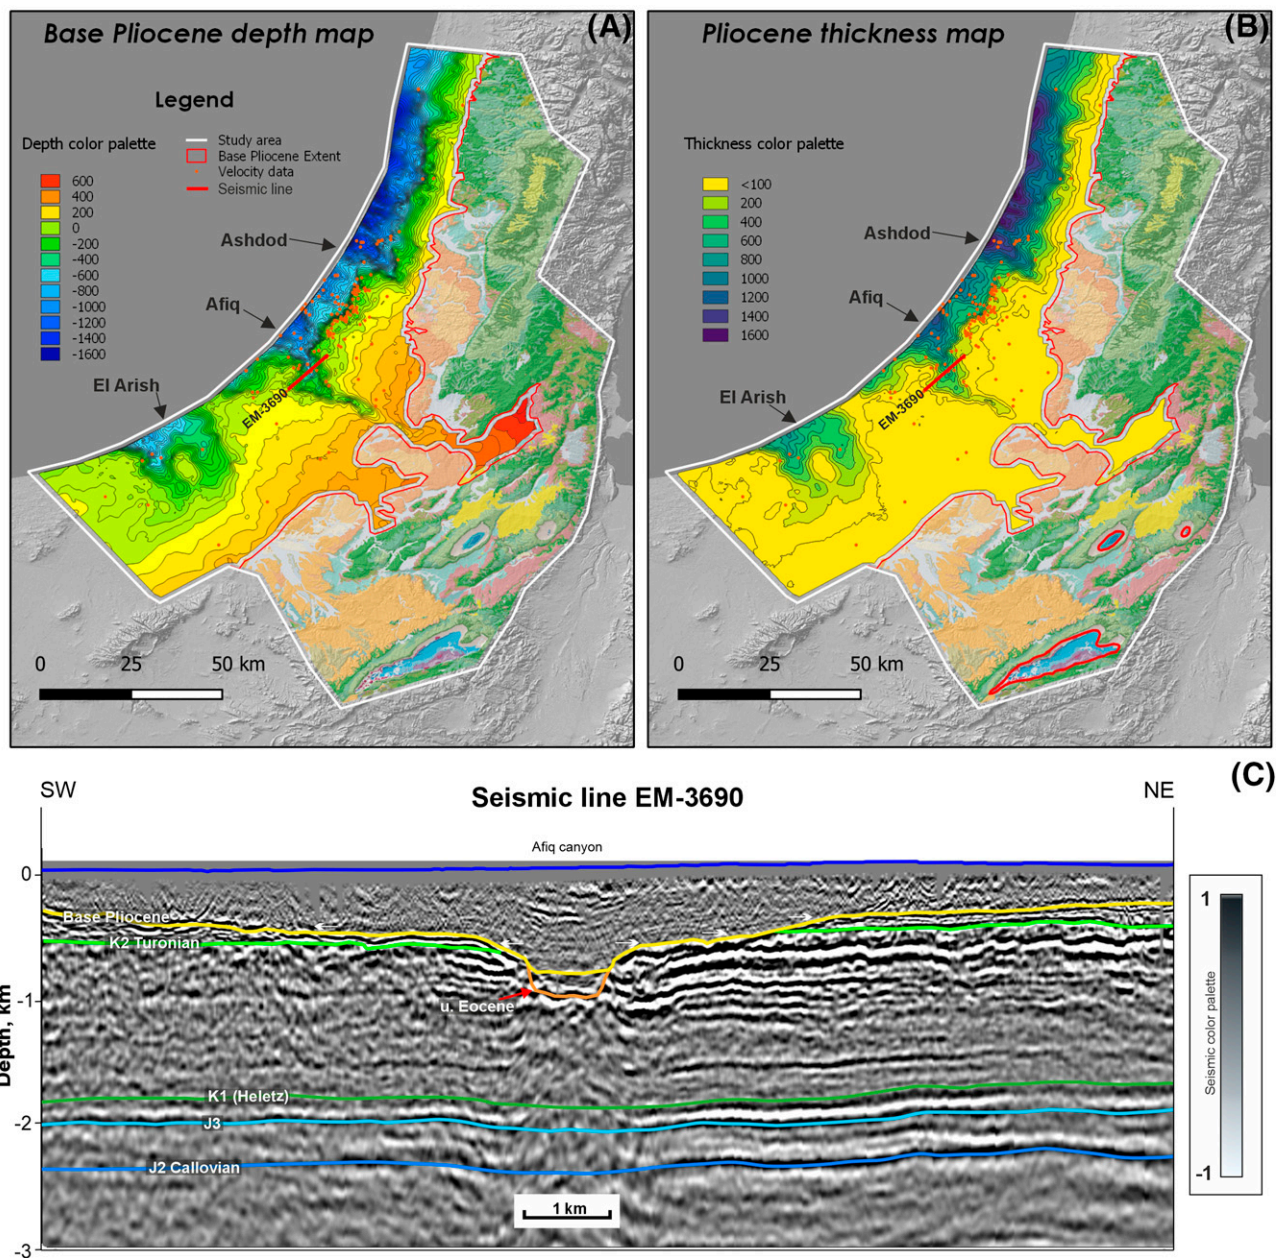 Base Pliocene depth map
(A)
Legend
Depth color palette
600
400
200
0
-200
-400
-600
-800
-1000
-1200
-1400
-1600
Study area
Base Pliocene Extent
Velocity data
Seismic line
Ashdod
Afiq
El Arish
EM-3690
0 25 50 km
Pliocene thickness map
(B)
Thickness color palette
<100
200
400
600
800
1000
1200
1400
1600
Ashdod
Afiq
El Arish
EM-3690
0 25 50 km
(C)
SW
Seismic line EM-3690
NE
Afiq canyon
0
-1
-2
-3
Depth, km
Base Pliocene
K2 Turonian
u. Eocene
K1 (Heletz)
J3
J2 Callovian
1 km
1
Seismic color palette
-1